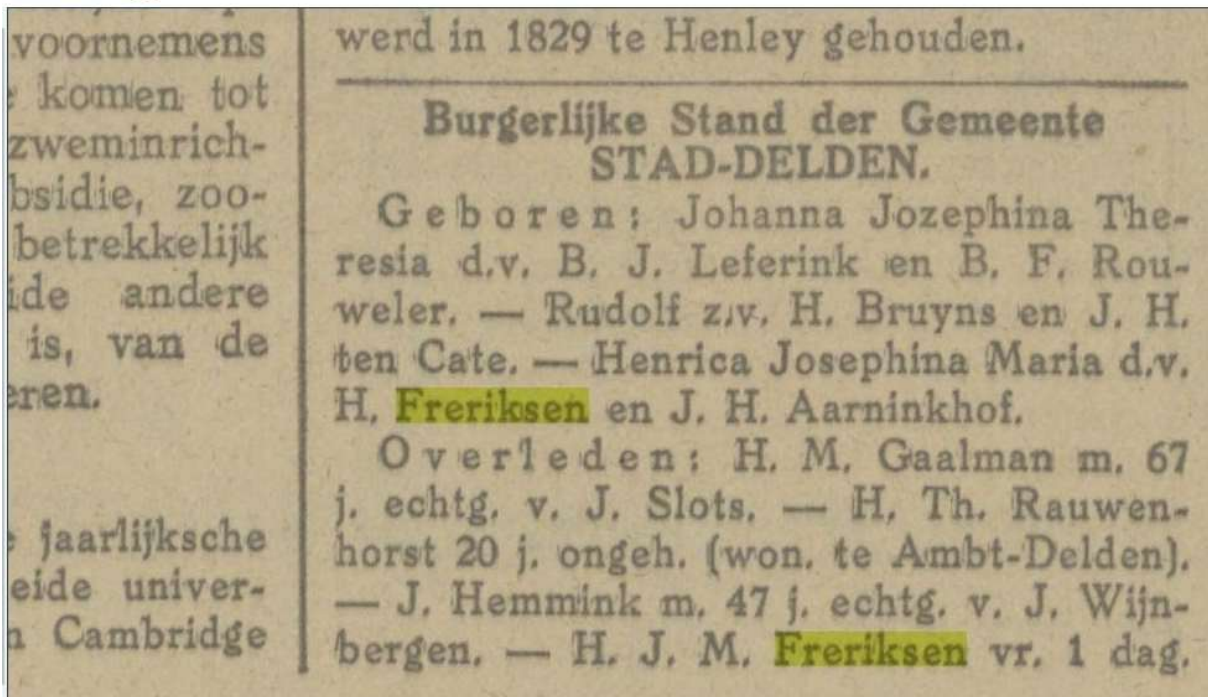 voornemens
komen tot
zweminrich-
bsidie, zoo-
betrekkelijk
ide andere
is, van de
eren.
jaarlijksche
eide univer-
n Cambridge
werd in 1829 te Henley gehouden.
Burgerlijke Stand der Gemeente
STAD-DELDEN.
Geboren: Johanna Jozephina The-
resia d.v. B. J. Leferink en B. F. Rou-
weler. — Rudolf z.v. H. Bruyns en J. H.
ten Cate. — Henrica Josephina Maria d.v.
H. Freriksen en J. H. Aarninkhof.
Overleden: H. M. Gaalman m. 67
j. echtg. v. J. Slots. — H. Th. Rauwen-
horst 20 j. ongeh. (won. te Ambt-Delden).
— J. Hemmink m. 47 j. echtg. v. J. Wijn-
bergen. — H. J. M. Freriksen vr. 1 dag.